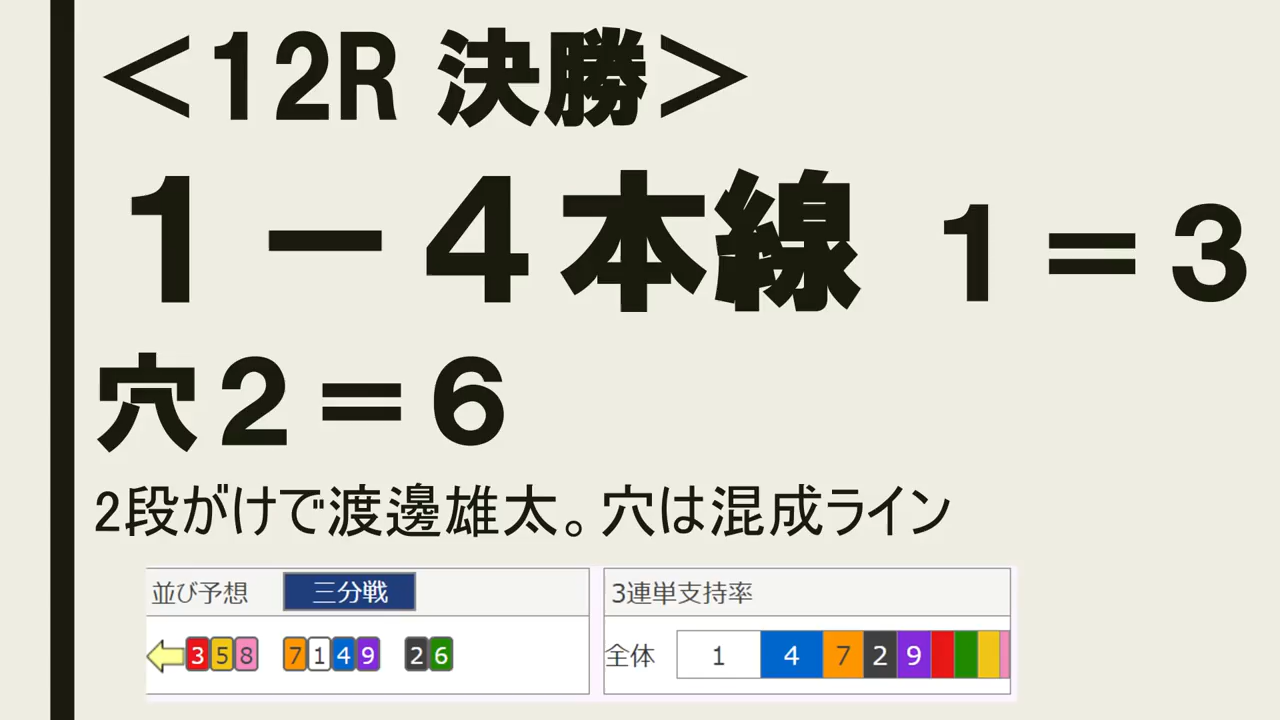 ＜12R 決勝＞
１－４本線 １＝３
穴２＝６
2段がけで渡邊雄太。穴は混成ライン
並び予想 三分戦 3連単支持率
3 5 8 7 1 4 9 2 6 全体 1 4 7 2 9